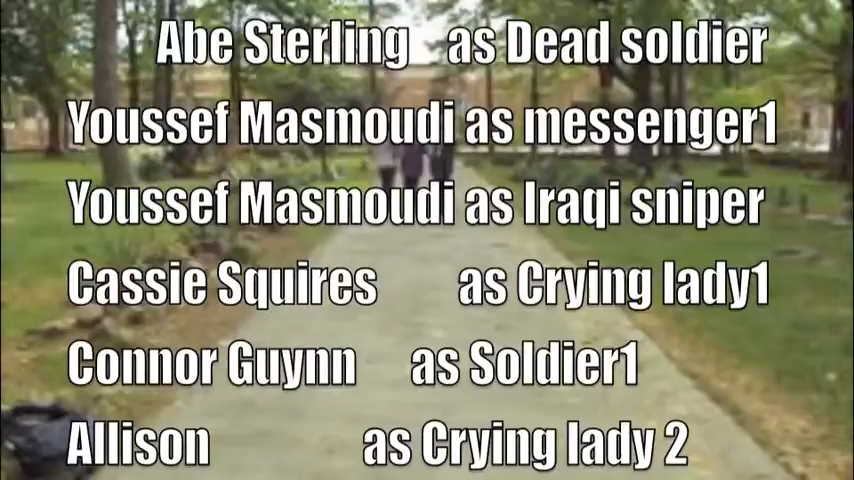 Abe Sterling as Dead soldier
Youssef Masmoudi as messenger1
Youssef Masmoudi as Iraqi sniper
Cassie Squires as Crying lady1
Connor Guynn as Soldier1
Allison as Crying lady 2